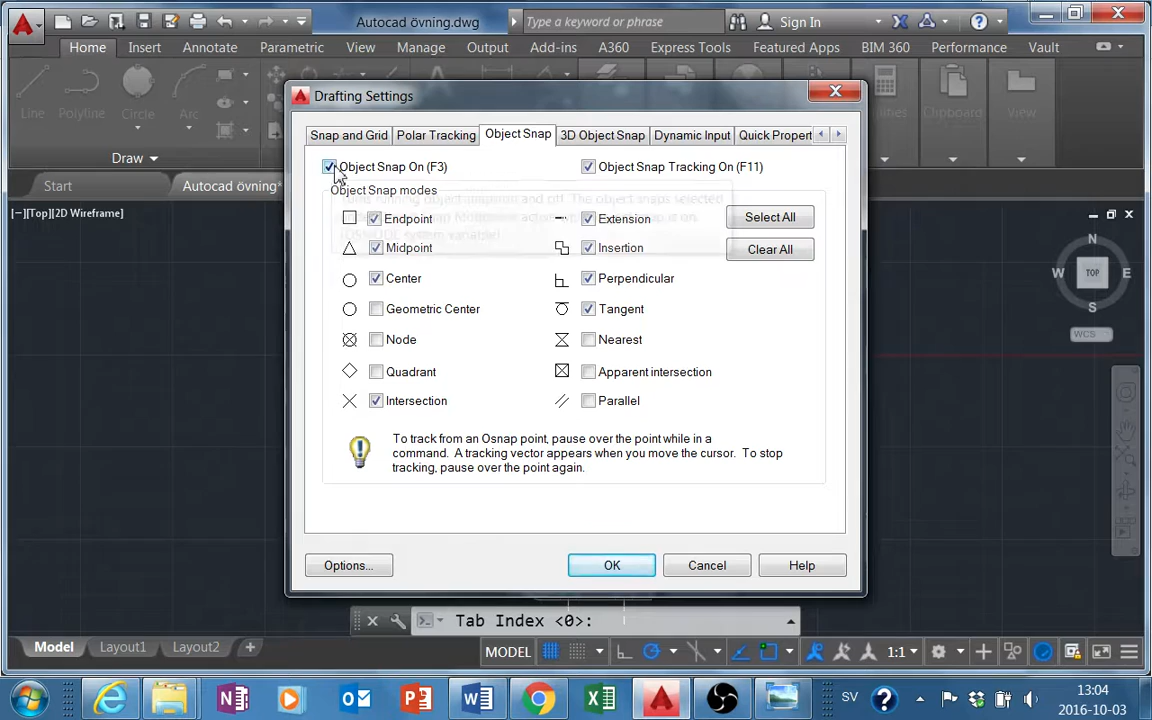 Autocad övning.dwg
Type a keyword or phrase
Sign In
Home Insert Annotate Parametric View Manage Output Add-ins A360 Express Tools Featured Apps BIM 360 Performance Vault
Line Polyline Circle Arc
Clipboard View
Draw
Start Autocad övning*
[−][Top][2D Wireframe]
Drafting Settings
Snap and Grid Polar Tracking Object Snap 3D Object Snap Dynamic Input Quick Propert
Object Snap On (F3) Object Snap Tracking On (F11)
Object Snap modes
Endpoint Extension Select All
Midpoint Insertion Clear All
Center Perpendicular
Geometric Center Tangent
Node Nearest
Quadrant Apparent intersection
Intersection Parallel
To track from an Osnap point, pause over the point while in a
command. A tracking vector appears when you move the cursor. To stop
tracking, pause over the point again.
Options... OK Cancel Help
N
W TOP E
S
WCS
Tab Index <0>:
Model Layout1 Layout2 +
MODEL 1:1
SV 13:04
2016-10-03